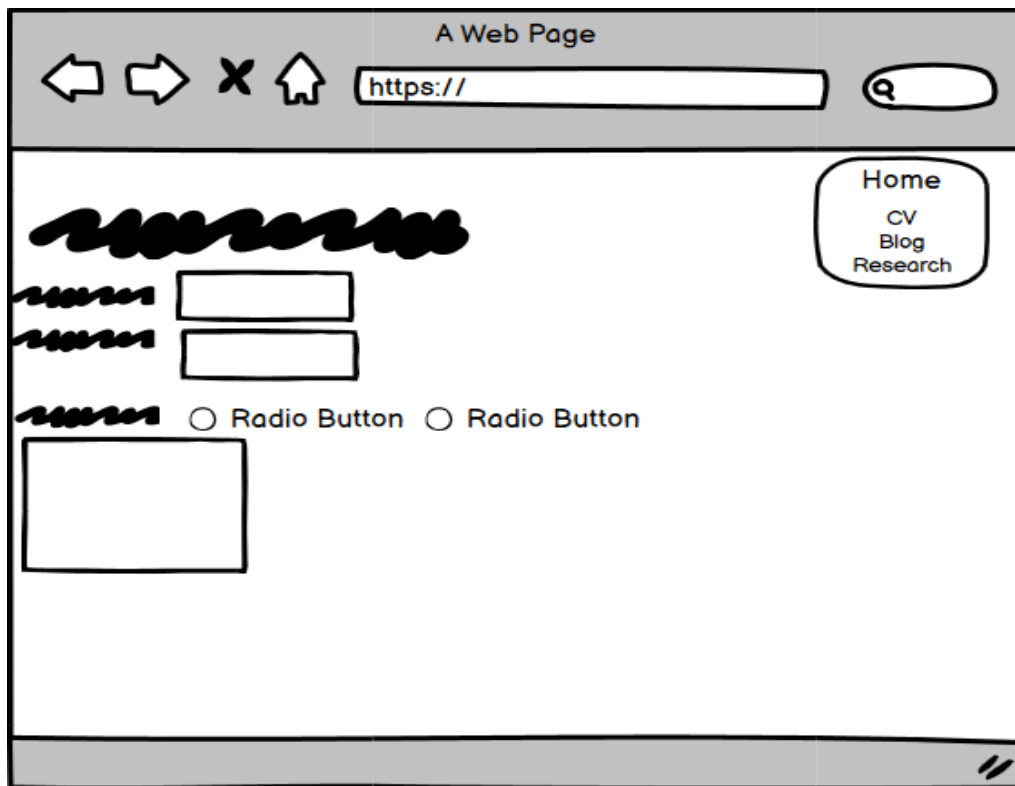 A Web Page
https://
Home
CV
Blog
Research
Radio Button Radio Button